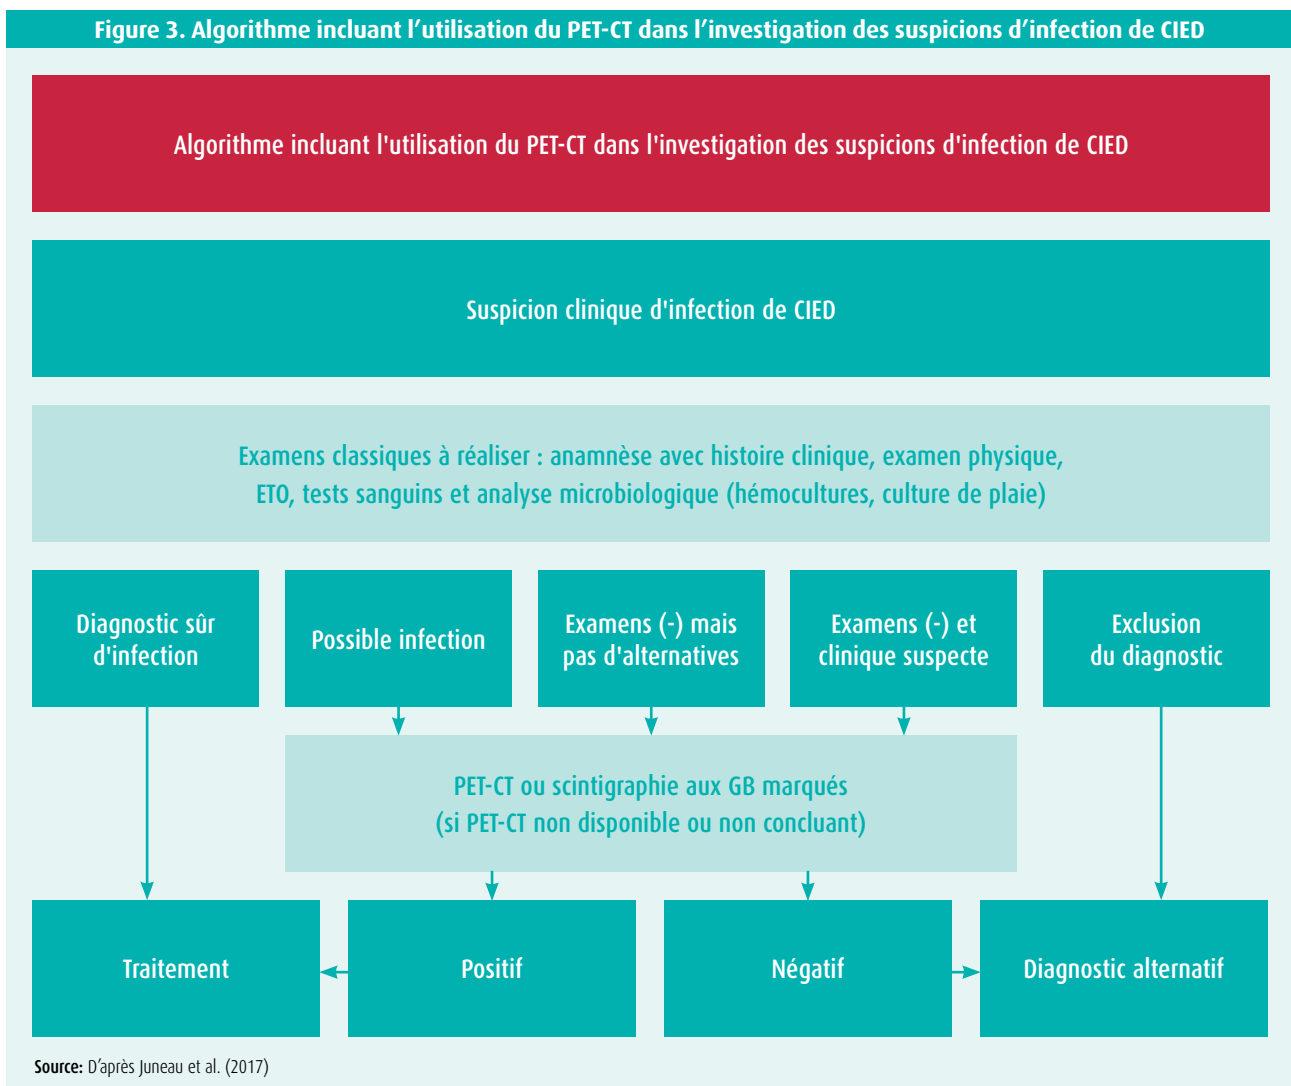 Figure 3. Algorithme incluant l’utilisation du PET-CT dans l’investigation des suspicions d’infection de CIED
Algorithme incluant l'utilisation du PET-CT dans l'investigation des suspicions d'infection de CIED
Suspicion clinique d'infection de CIED
Examens classiques à réaliser : anamnèse avec histoire clinique, examen physique,
ETO, tests sanguins et analyse microbiologique (hémocultures, culture de plaie)
Diagnostic sûr
d'infection
Possible infection
Examens (-) mais
pas d'alternatives
Examens (-) et
clinique suspecte
Exclusion
du diagnostic
PET-CT ou scintigraphie aux GB marqués
(si PET-CT non disponible ou non concluant)
Traitement
Positif
Négatif
Diagnostic alternatif
Source: D’après Juneau et al. (2017)